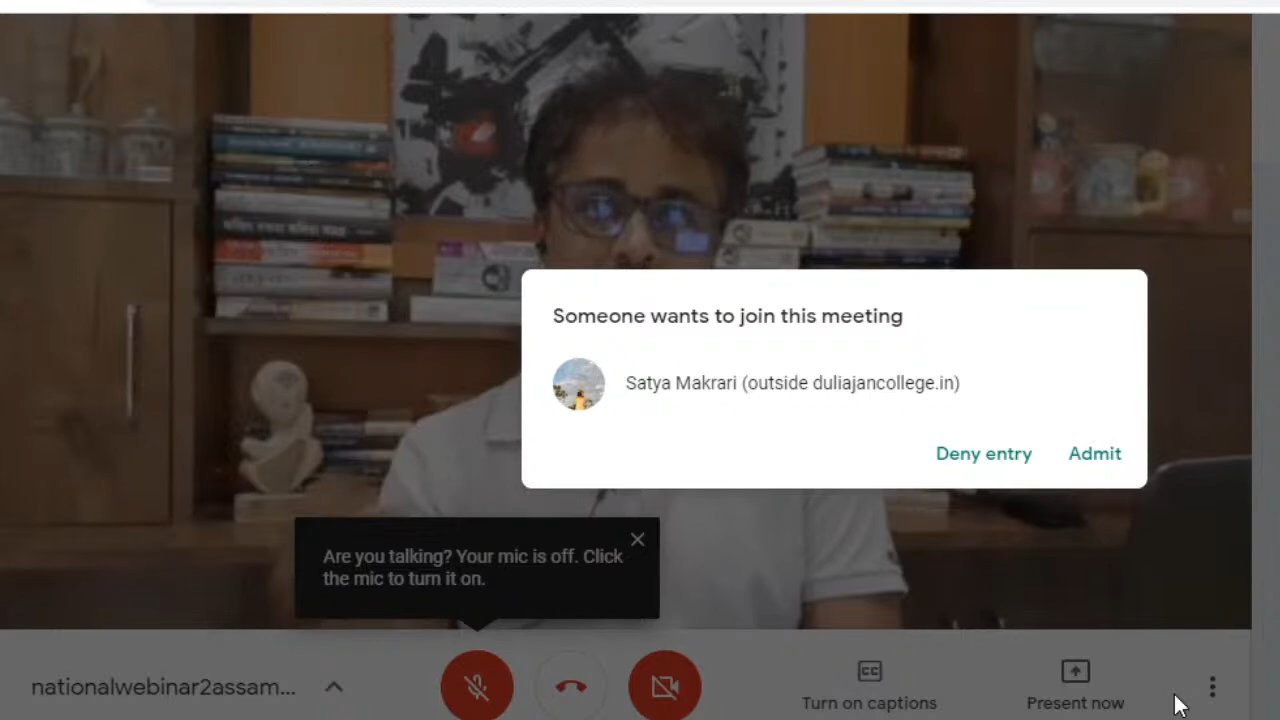 Someone wants to join this meeting
Satya Makrari (outside duliajancollege.in)
Deny entry
Admit
Are you talking? Your mic is off. Click
the mic to turn it on.
nationalwebinar2assam...
Turn on captions
Present now